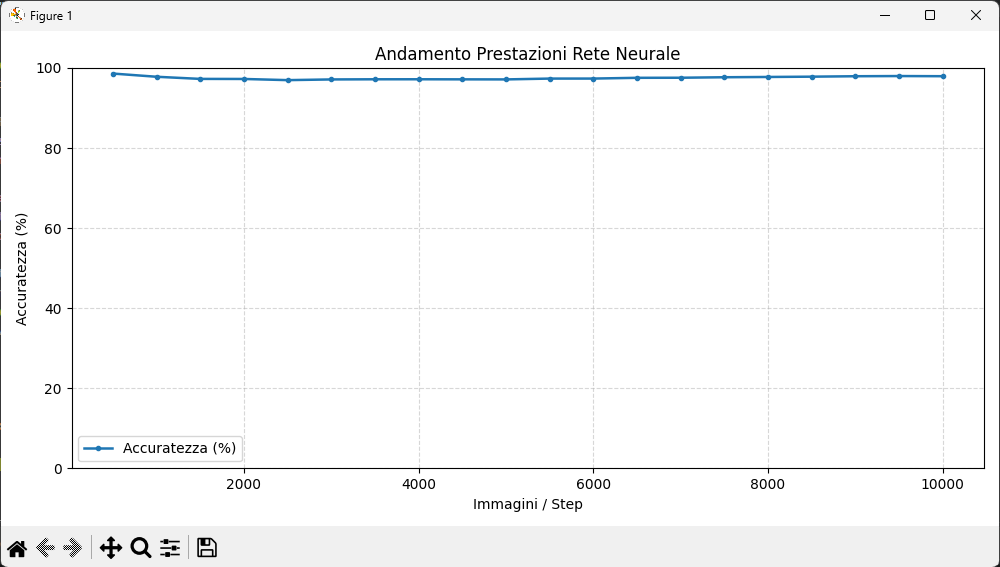 Figure 1
Andamento Prestazioni Rete Neurale
100
80
60
40
20
0
Accuratezza (%)
Accuratezza (%)
2000
4000
6000
8000
10000
Immagini / Step